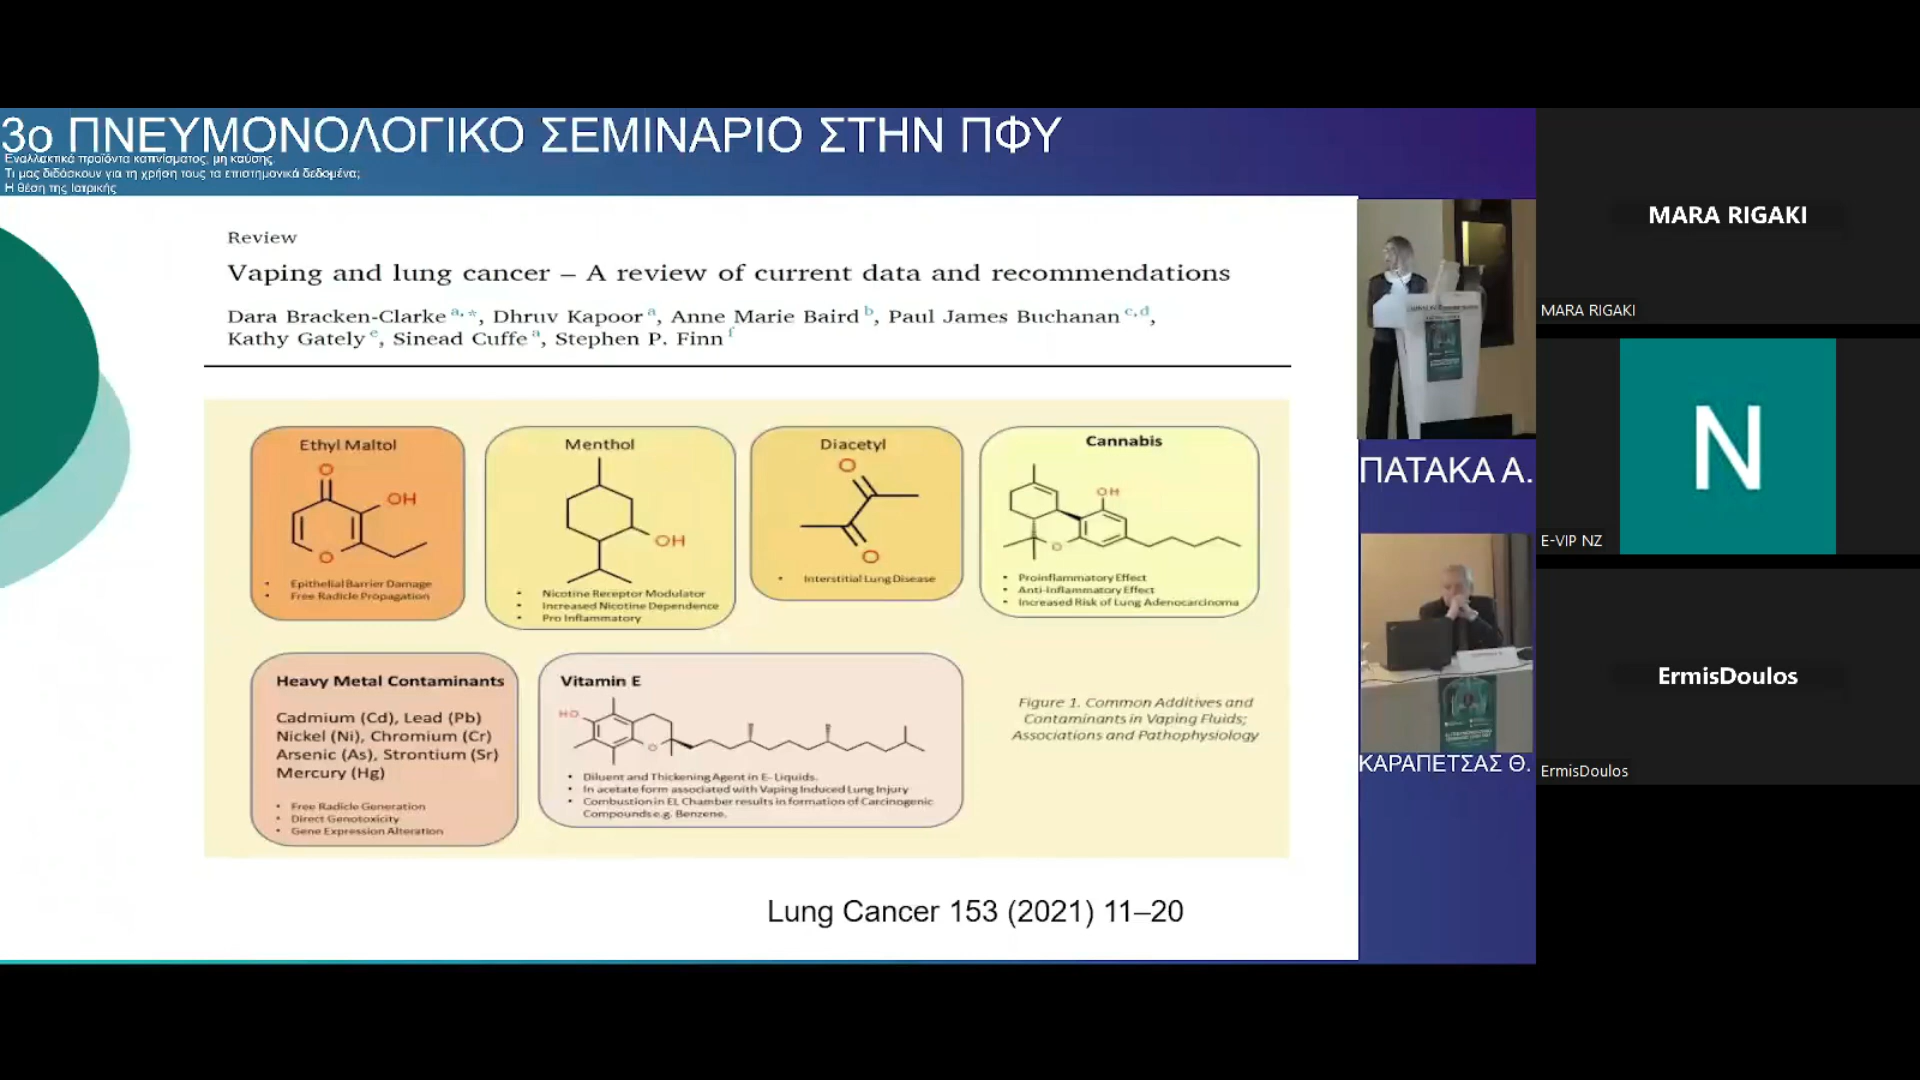 3ο ΠΝΕΥΜΟΝΟΛΟΓΙΚΟ ΣΕΜΙΝΑΡΙΟ ΣΤΗΝ ΠΦΥ
Εναλλακτικά προϊόντα καπνίσματος, μη καύσης.
Τι μας διδάσκουν για τη χρήση τους τα επιστημονικά δεδομένα;
Η θέση της Ιατρικής
Review
Vaping and lung cancer – A review of current data and recommendations
Dara Bracken-Clarke a,*, Dhruv Kapoor a, Anne Marie Baird b, Paul James Buchanan c,d,
Kathy Gately e, Sinead Cuffe a, Stephen P. Finn f
Ethyl Maltol
O
OH
O
• Epithelial Barrier Damage
• Free Radicle Propagation
Menthol
OH
• Nicotine Receptor Modulator
• Increased Nicotine Dependence
• Pro Inflammatory
Diacetyl
O
O
• Interstitial Lung Disease
Cannabis
OH
O
• Proinflammatory Effect
• Anti-Inflammatory Effect
• Increased Risk of Lung Adenocarcinoma
Heavy Metal Contaminants
Cadmium (Cd), Lead (Pb)
Nickel (Ni), Chromium (Cr)
Arsenic (As), Strontium (Sr)
Mercury (Hg)
• Free Radicle Generation
• Direct Genotoxicity
• Gene Expression Alteration
Vitamin E
HO
O
• Diluent and Thickening Agent in E- Liquids.
• In acetate form associated with Vaping Induced Lung Injury
• Combustion in EL Chamber results in formation of Carcinogenic
Compounds e.g. Benzene.
Figure 1. Common Additives and
Contaminants in Vaping Fluids;
Associations and Pathophysiology
Lung Cancer 153 (2021) 11–20
ΠΑΤΑΚΑ Α.
ΚΑΡΑΠΕΤΣΑΣ Θ.
MARA RIGAKI
MARA RIGAKI
N
E-VIP NZ
ErmisDoulos
ErmisDoulos